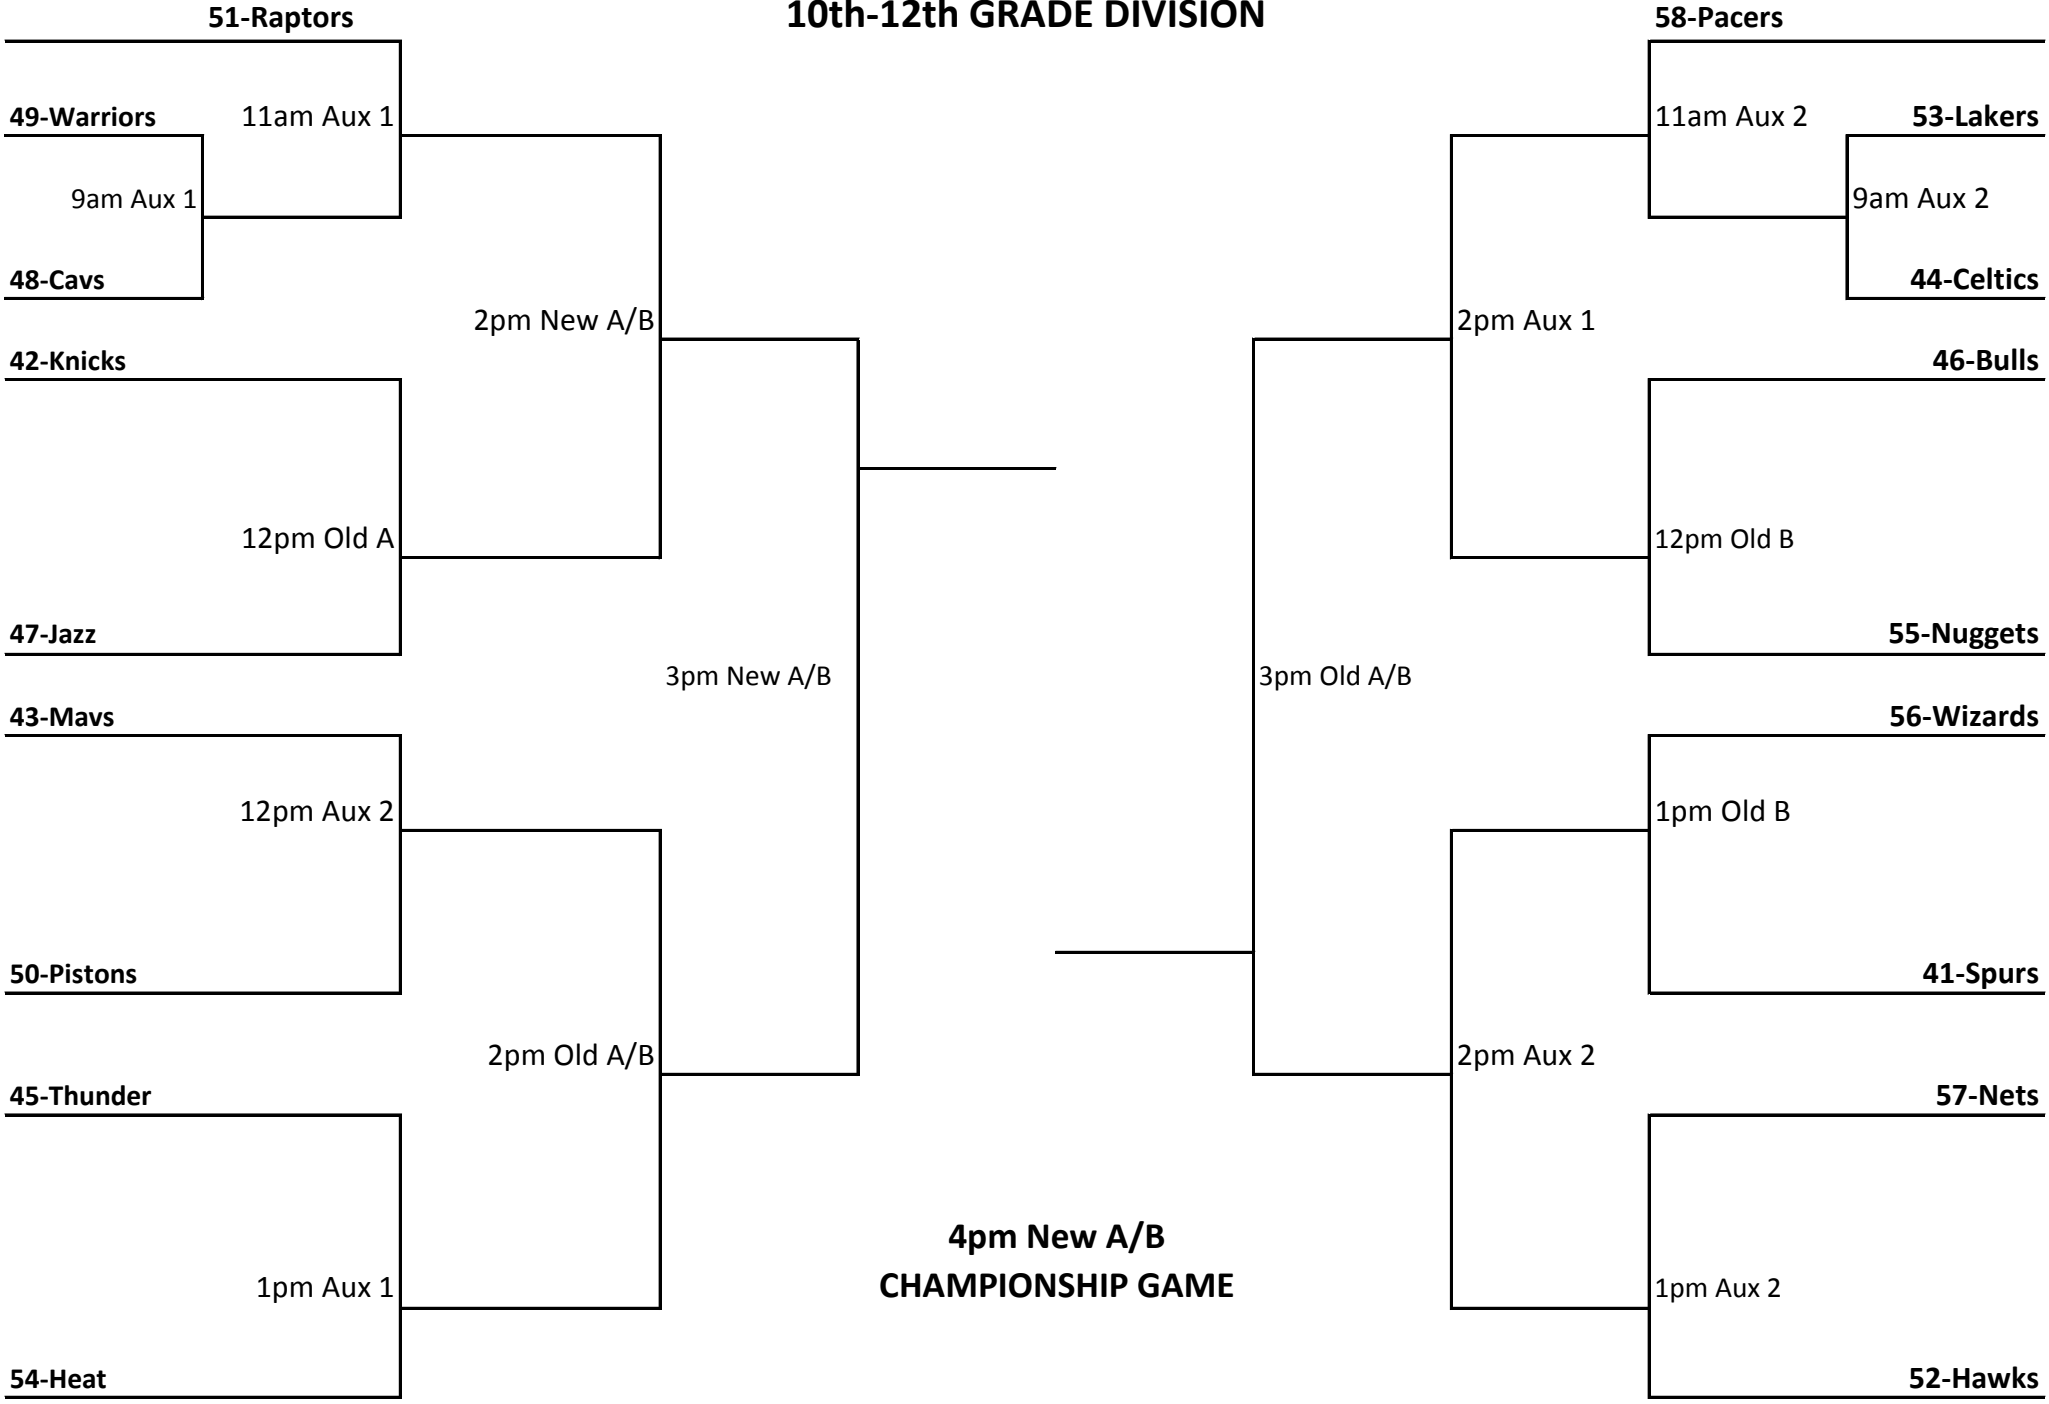 10th-12th GRADE DIVISION
51-Raptors
49-Warriors
11am Aux 1
9am Aux 1
48-Cavs
2pm New A/B
42-Knicks
12pm Old A
47-Jazz
3pm New A/B
43-Mavs
12pm Aux 2
50-Pistons
2pm Old A/B
45-Thunder
1pm Aux 1
54-Heat
58-Pacers
11am Aux 2
53-Lakers
9am Aux 2
44-Celtics
2pm Aux 1
46-Bulls
12pm Old B
55-Nuggets
3pm Old A/B
56-Wizards
1pm Old B
41-Spurs
2pm Aux 2
57-Nets
1pm Aux 2
52-Hawks
4pm New A/B
CHAMPIONSHIP GAME